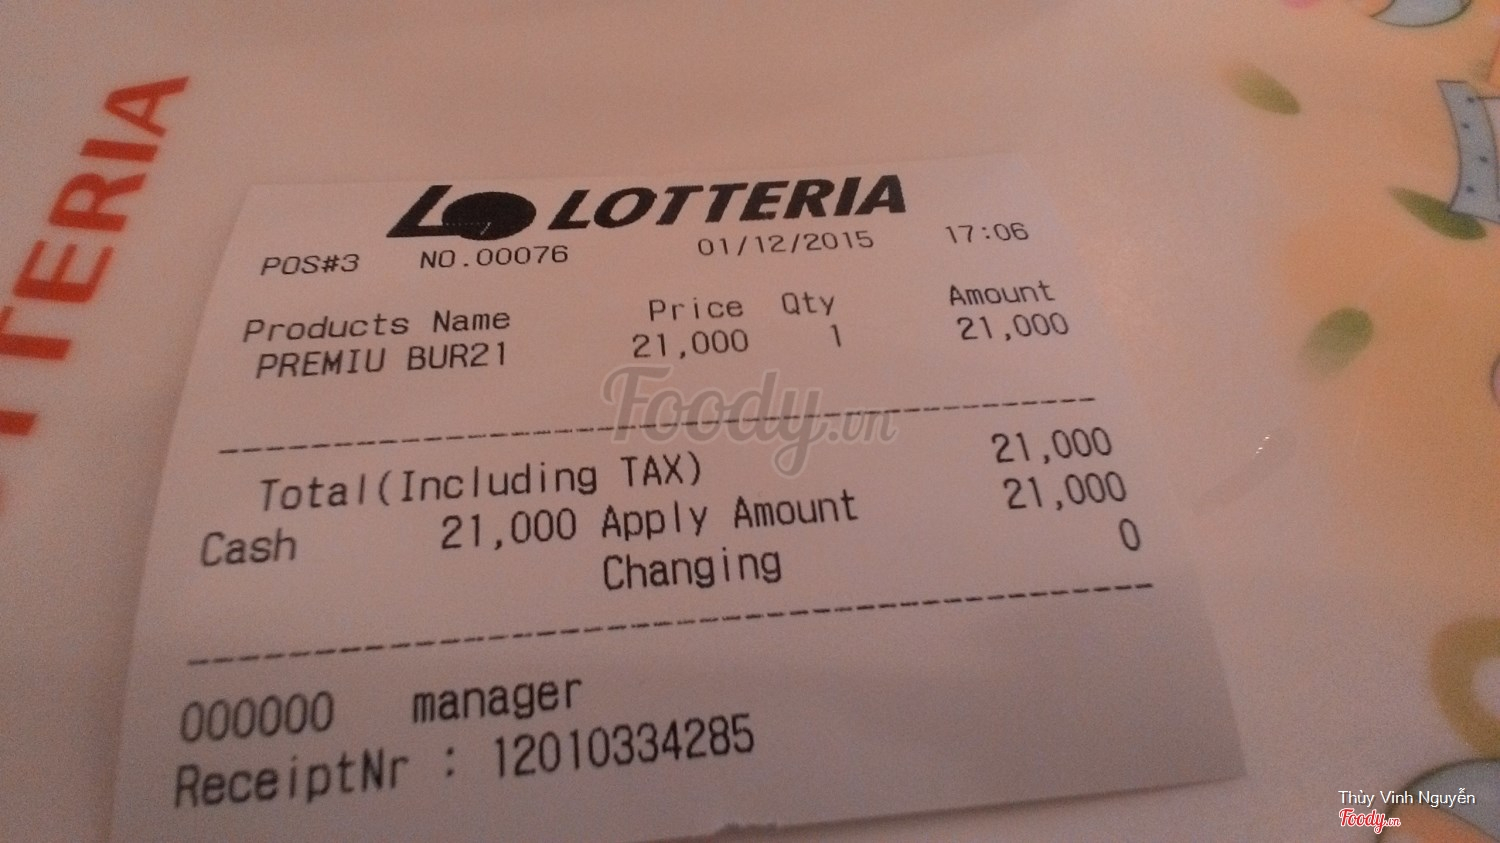 LOTTERIA
LOTTERIA
POS#3 NO.00076 01/12/2015 17:06
Products Name Price Qty Amount
PREMIU BUR21 21,000 1 21,000
Foody.vn
Total(Including TAX) 21,000
Cash 21,000 Apply Amount 21,000
Changing 0
000000 manager
ReceiptNr : 12010334285
Thủy Vinh Nguyễn
Foody.vn